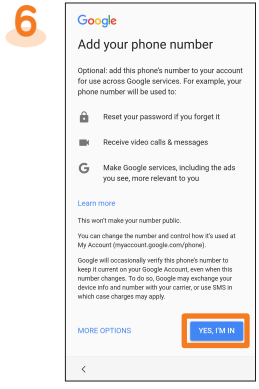 6
Google
Add your phone number
Optional: add this phone's number to your account
for use across Google services. For example, your
phone number will be used to:
Reset your password if you forget it
Receive video calls & messages
G
Make Google services, including the ads
you see, more relevant to you
Learn more
This won't make your number public.
You can change the number and control how it's used at
My Account (myaccount.google.com/phone).
Google will occasionally verify this phone's number to
keep it current on your Google Account, even when this
number changes. To do so, Google may exchange your
device info and number with your carrier, or use SMS in
which case charges may apply.
MORE OPTIONS
YES, I'M IN